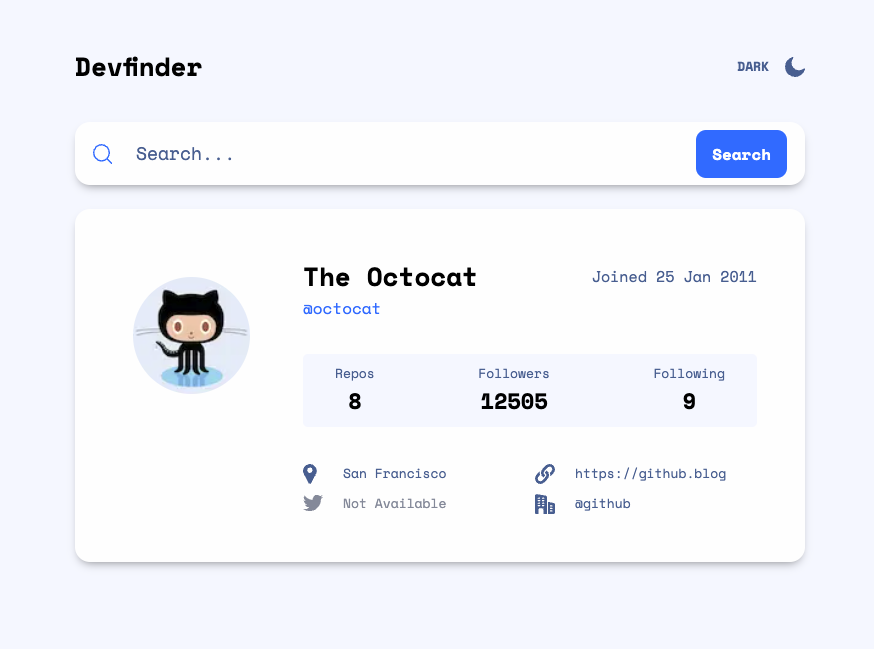 Devfinder
DARK
Search...
Search
The Octocat
Joined 25 Jan 2011
@octocat
Repos
Followers
Following
8
12505
9
San Francisco
https://github.blog
Not Available
@github